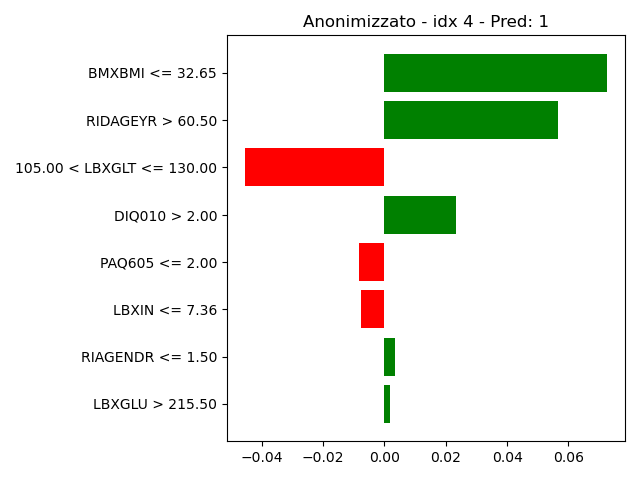 Anonimizzato - idx 4 - Pred: 1
BMXBMI <= 32.65
RIDAGEYR > 60.50
105.00 < LBXGLT <= 130.00
DIQ010 > 2.00
PAQ605 <= 2.00
LBXIN <= 7.36
RIAGENDR <= 1.50
LBXGLU > 215.50
−0.04 −0.02 0.00 0.02 0.04 0.06